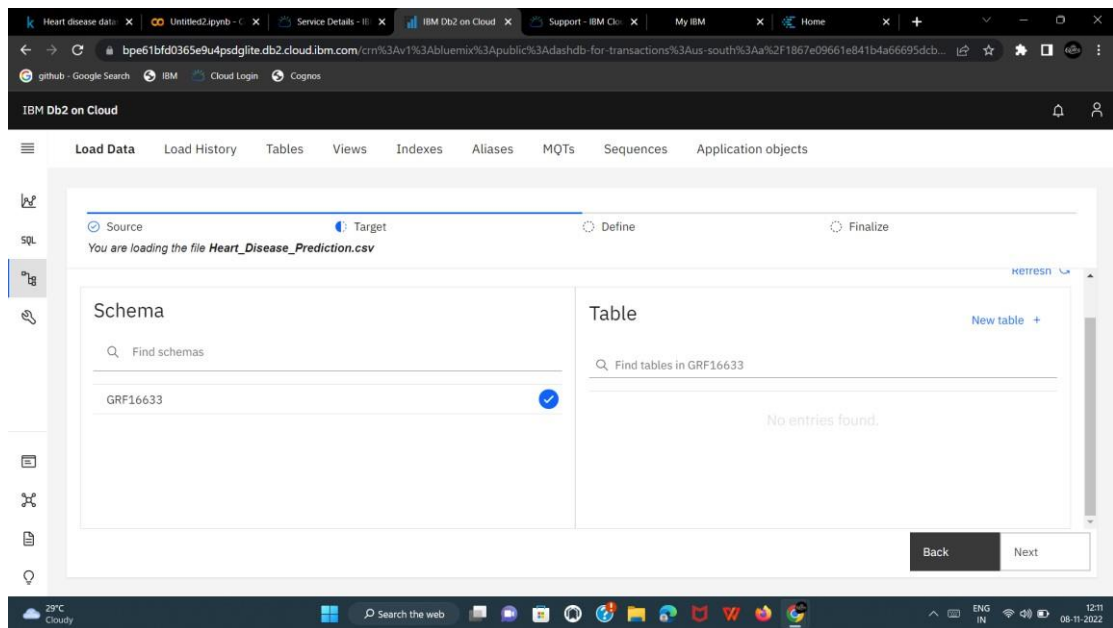 Heart disease data
Untitled2.ipynb - C
Service Details - IB
IBM Db2 on Cloud
Support - IBM Clo
My IBM
Home
bpe61bfd0365e9u4psdglite.db2.cloud.ibm.com/crn%3Av1%3Abluemix%3Apublic%3Adashdb-for-transactions%3Aus-south%3Aa%2F1867e09661e841b4a66695dcb...
github - Google Search IBM Cloud Login Cognos
IBM Db2 on Cloud
Load Data Load History Tables Views Indexes Aliases MQTs Sequences Application objects
Source Target Define Finalize
You are loading the file Heart_Disease_Prediction.csv
SQL
Refresh
Schema
Table
New table +
Find schemas
Find tables in GRF16633
GRF16633
No entries found.
Back Next
29°C
Cloudy
Search the web
ENG
IN
12:11
08-11-2022